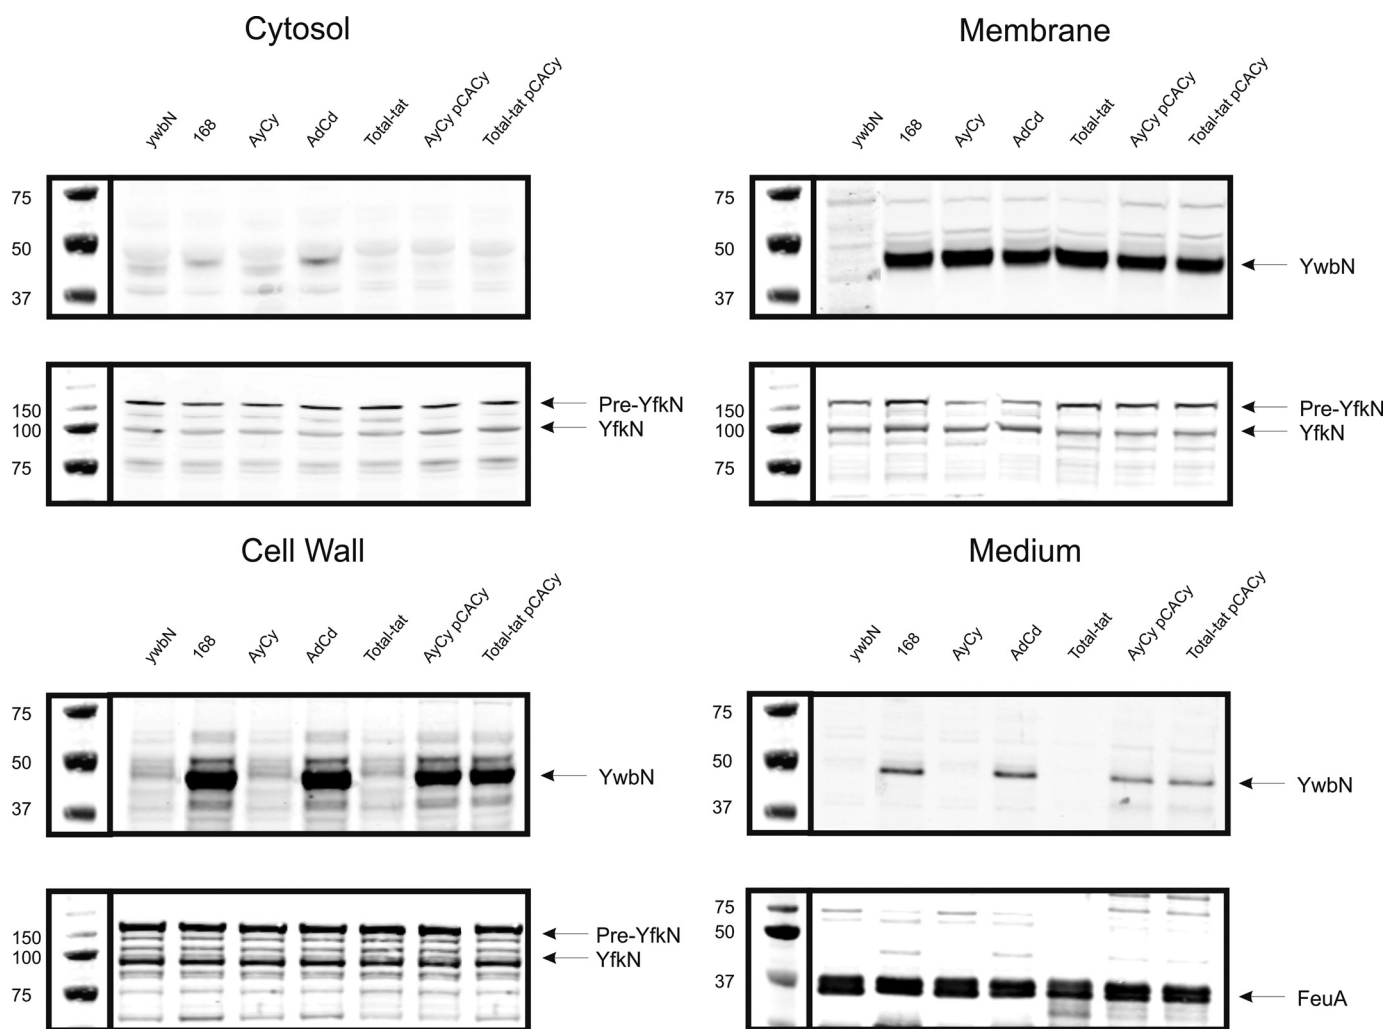 Cytosol
ywbN
168
AyCy
AdCd
Total-tat
AyCy pCACy
Total-tat pCACy
75
50
37
150
100
75
Pre-YfkN
YfkN
Membrane
ywbN
168
AyCy
AdCd
Total-tat
AyCy pCACy
Total-tat pCACy
75
50
37
YwbN
150
100
75
Pre-YfkN
YfkN
Cell Wall
ywbN
168
AyCy
AdCd
Total-tat
AyCy pCACy
Total-tat pCACy
75
50
37
YwbN
150
100
75
Pre-YfkN
YfkN
Medium
ywbN
168
AyCy
AdCd
Total-tat
AyCy pCACy
Total-tat pCACy
75
50
37
YwbN
75
50
37
FeuA